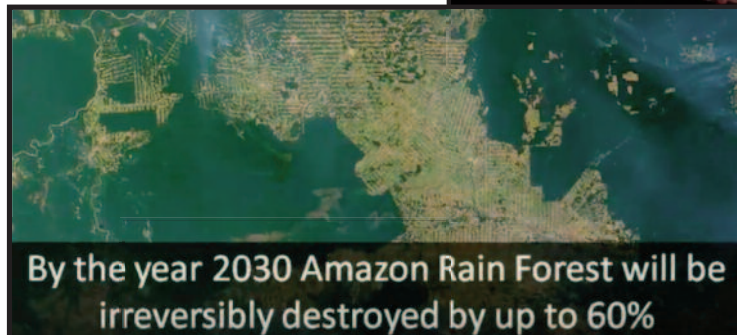 By the year 2030 Amazon Rain Forest will be
irreversibly destroyed by up to 60%